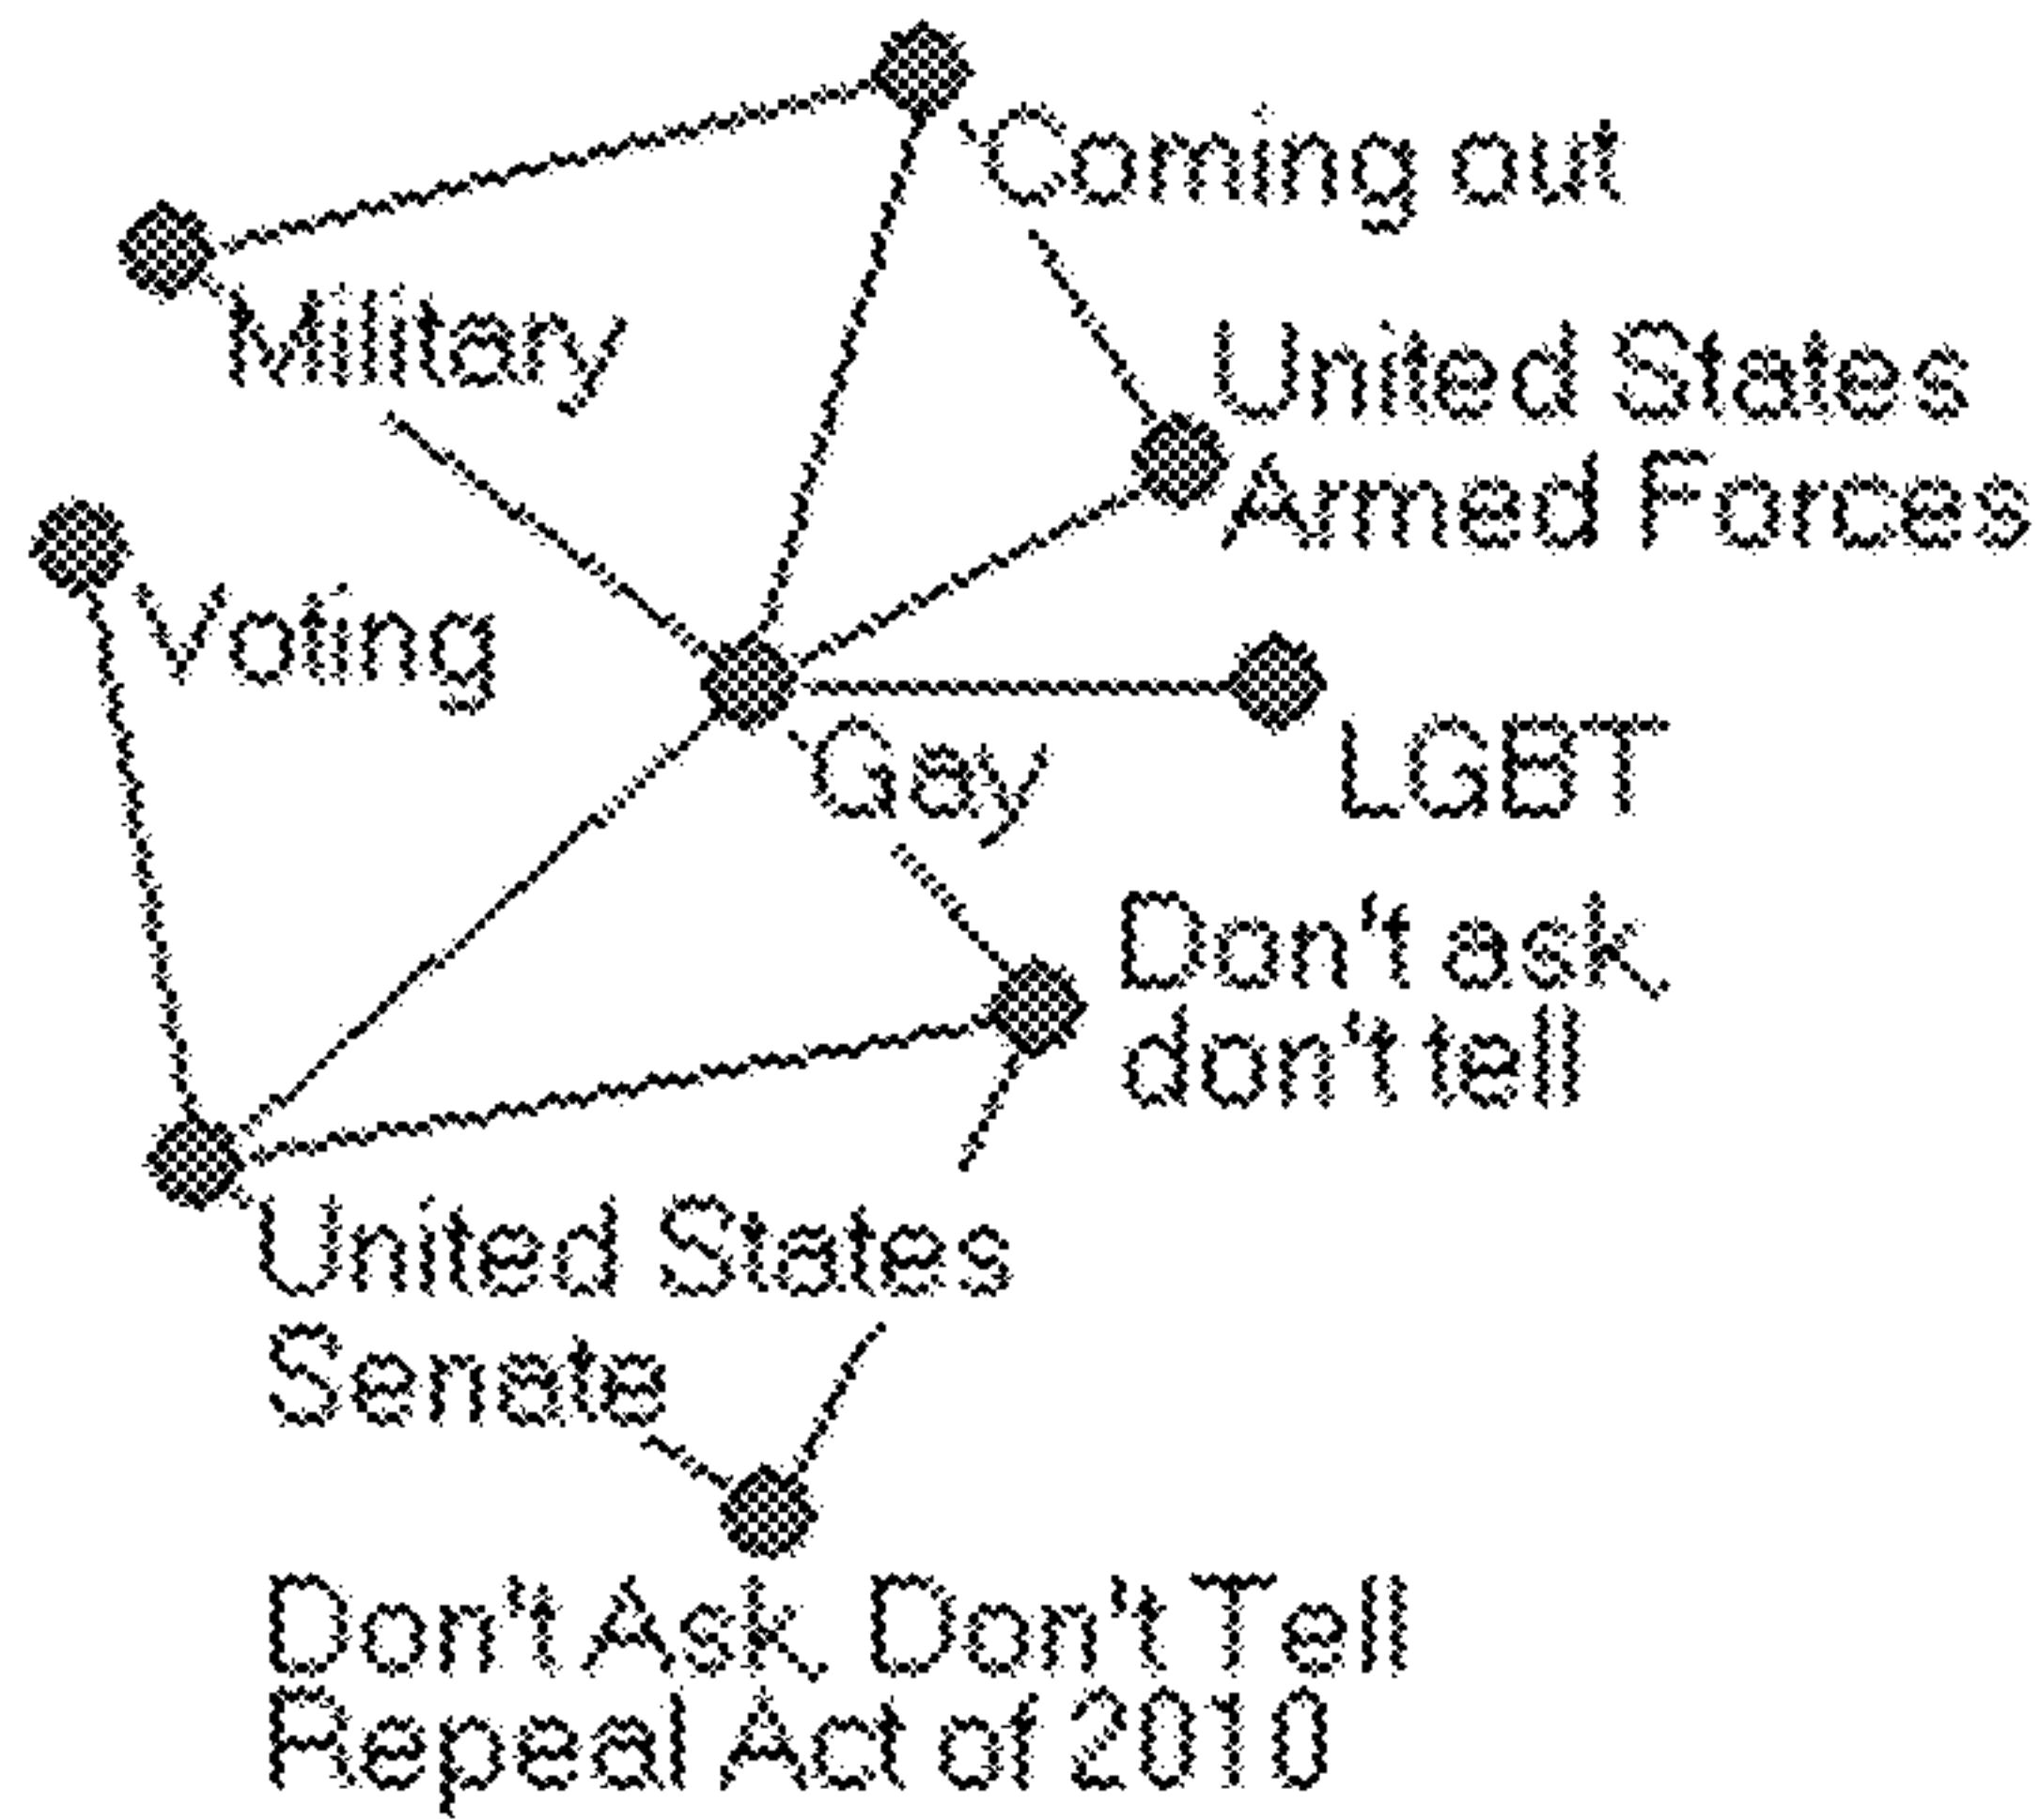 Coming out
Military
United States
Armed Forces
Voting
Gay
LGBT
Don't ask,
don't tell
United States
Senate
Don't Ask, Don't Tell
Repeal Act of 2010